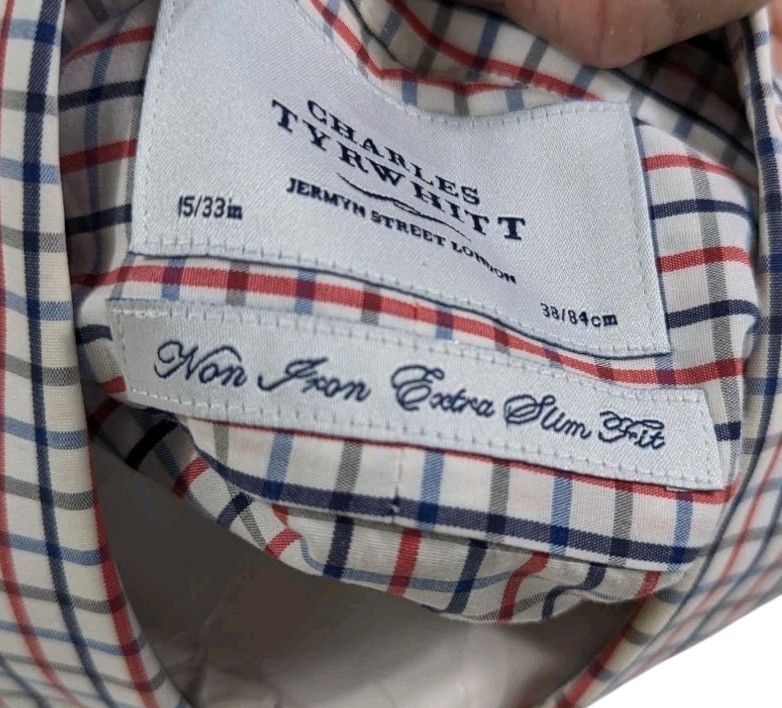 CHARLES
TYRWHITT
JERMYN STREET LONDON
15/33in
38/84cm
Non Iron Extra Slim Fit